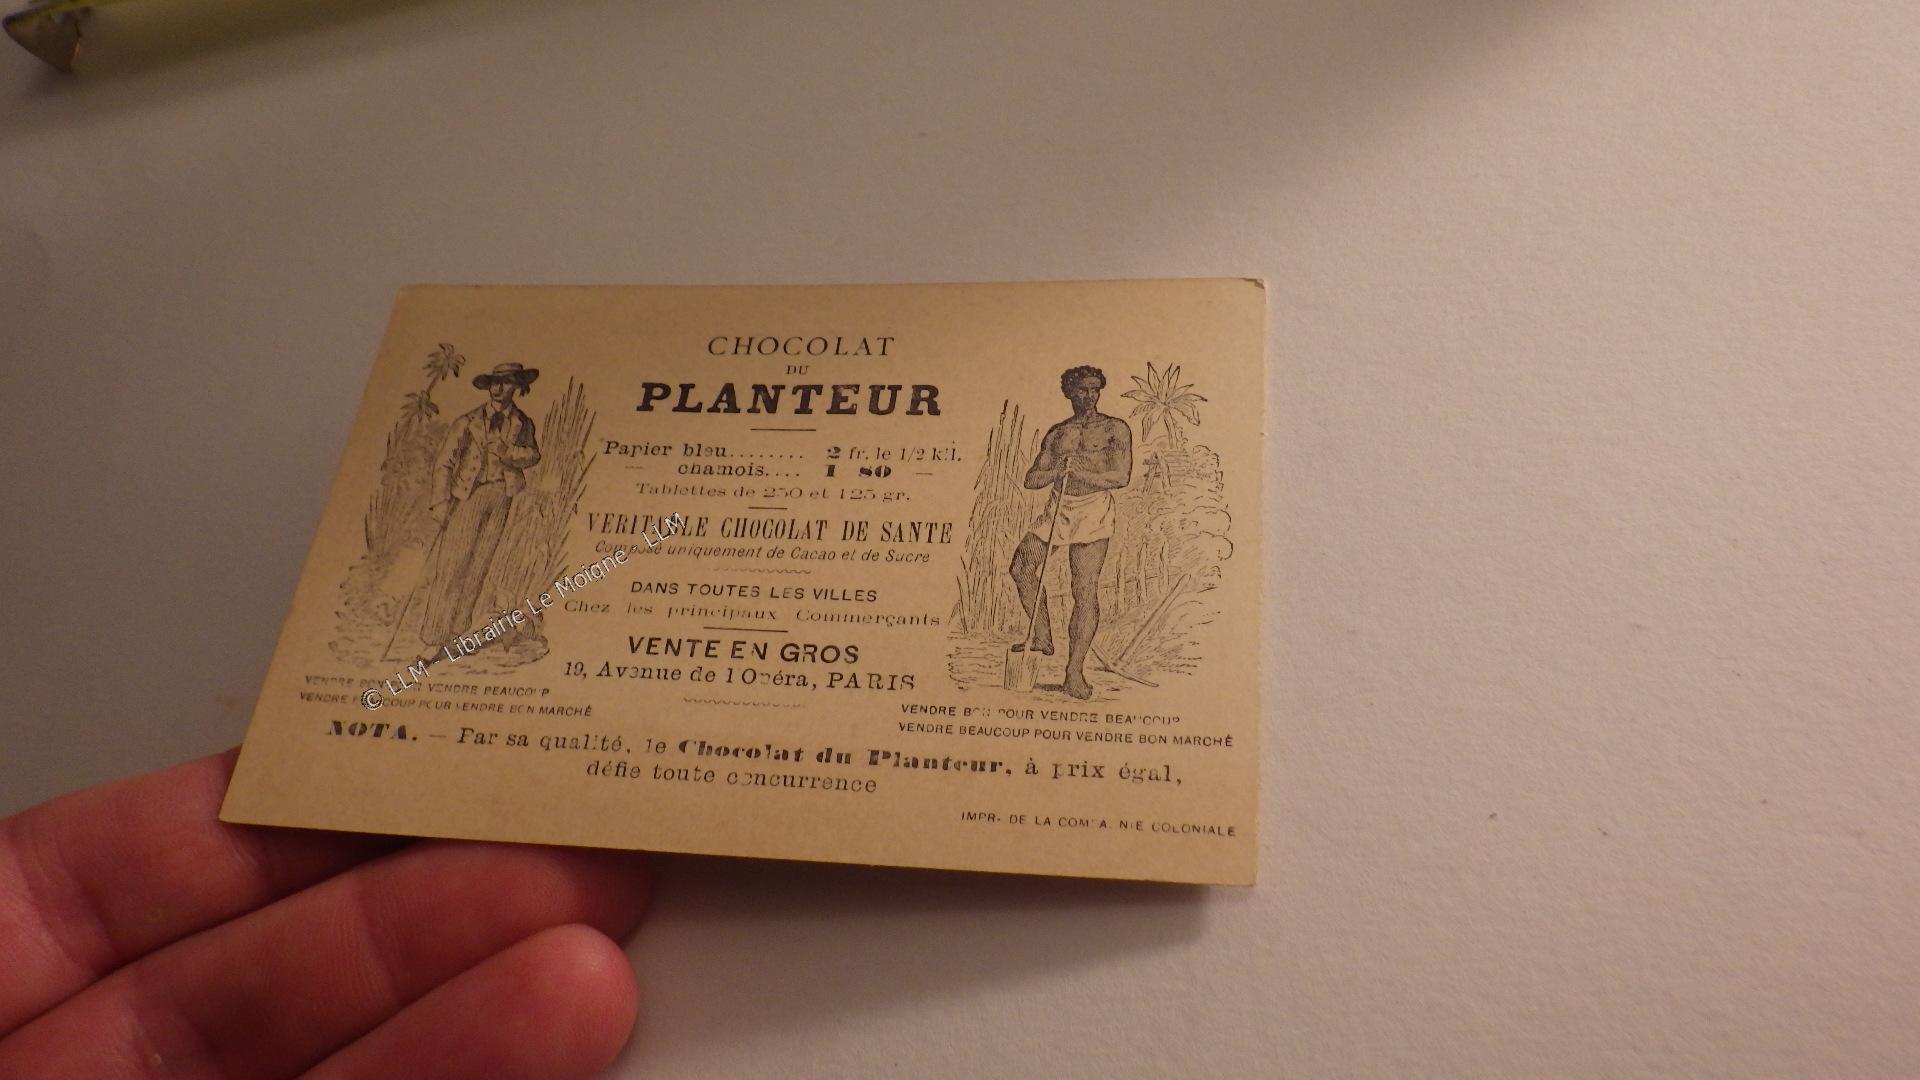 CHOCOLAT
DU
PLANTEUR
Papier bleu........ 2 fr. le 1/2 kil.
— chamois.... 1 80 —
Tablettes de 250 et 125 gr.
VERITABLE CHOCOLAT DE SANTE
Composé uniquement de Cacao et de Sucre
DANS TOUTES LES VILLES
Chez les principaux Commerçants
VENTE EN GROS
19, Avenue de l'Opéra, PARIS
VENDRE BON POUR VENDRE BEAUCOUP
VENDRE BEAUCOUP POUR VENDRE BON MARCHÉ
VENDRE BON POUR VENDRE BEAUCOUP
VENDRE BEAUCOUP POUR VENDRE BON MARCHÉ
NOTA. — Par sa qualité, le Chocolat du Planteur, à prix égal,
défie toute concurrence
IMPR. DE LA COMPAGNIE COLONIALE
© LLM - Librairie Le Moigne - LLM